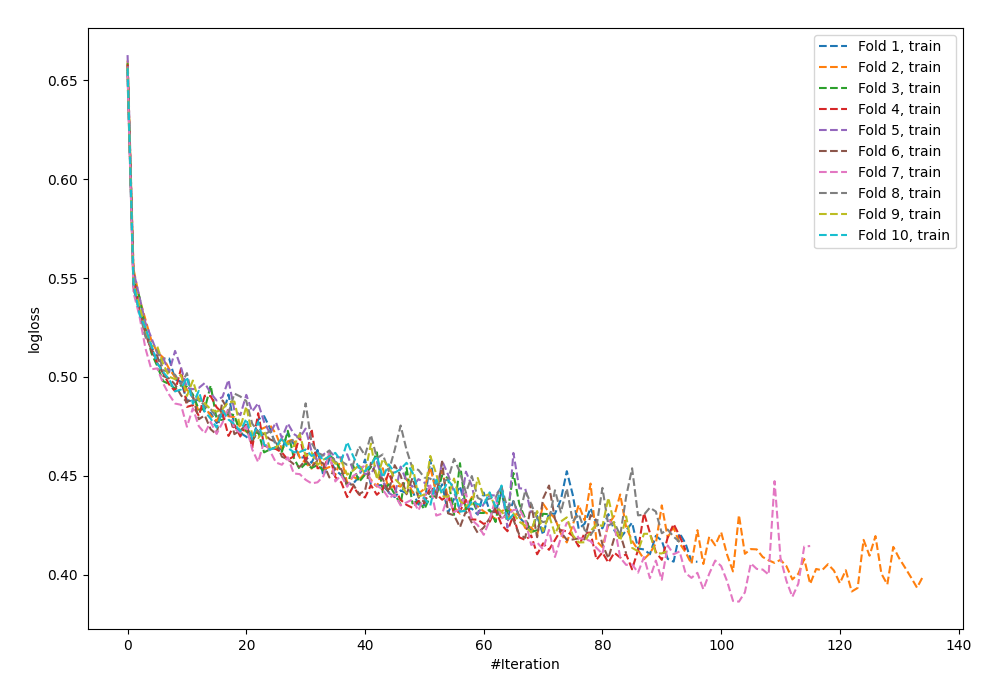 0.65
0.60
0.55
0.50
0.45
0.40
logloss
0
20
40
60
80
100
120
140
#Iteration
Fold 1, train
Fold 2, train
Fold 3, train
Fold 4, train
Fold 5, train
Fold 6, train
Fold 7, train
Fold 8, train
Fold 9, train
Fold 10, train